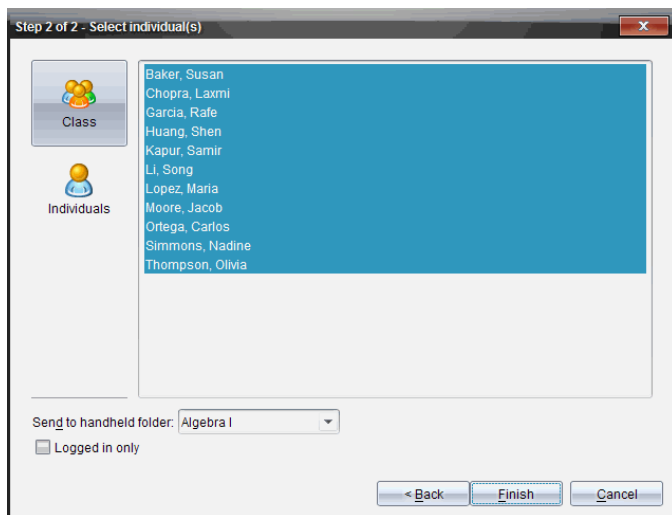 Step 2 of 2 - Select individual(s)
Class
Individuals
Baker, Susan
Chopra, Laxmi
Garcia, Rafe
Huang, Shen
Kapur, Samir
Li, Song
Lopez, Maria
Moore, Jacob
Ortega, Carlos
Simmons, Nadine
Thompson, Olivia
Send to handheld folder: Algebra I
Logged in only
< Back Finish Cancel